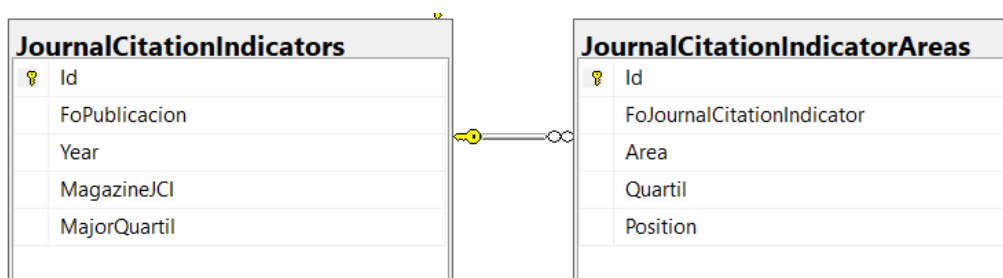 JournalCitationIndicators
Id
FoPublicacion
Year
MagazineJCI
MajorQuartil
JournalCitationIndicatorAreas
Id
FoJournalCitationIndicator
Area
Quartil
Position